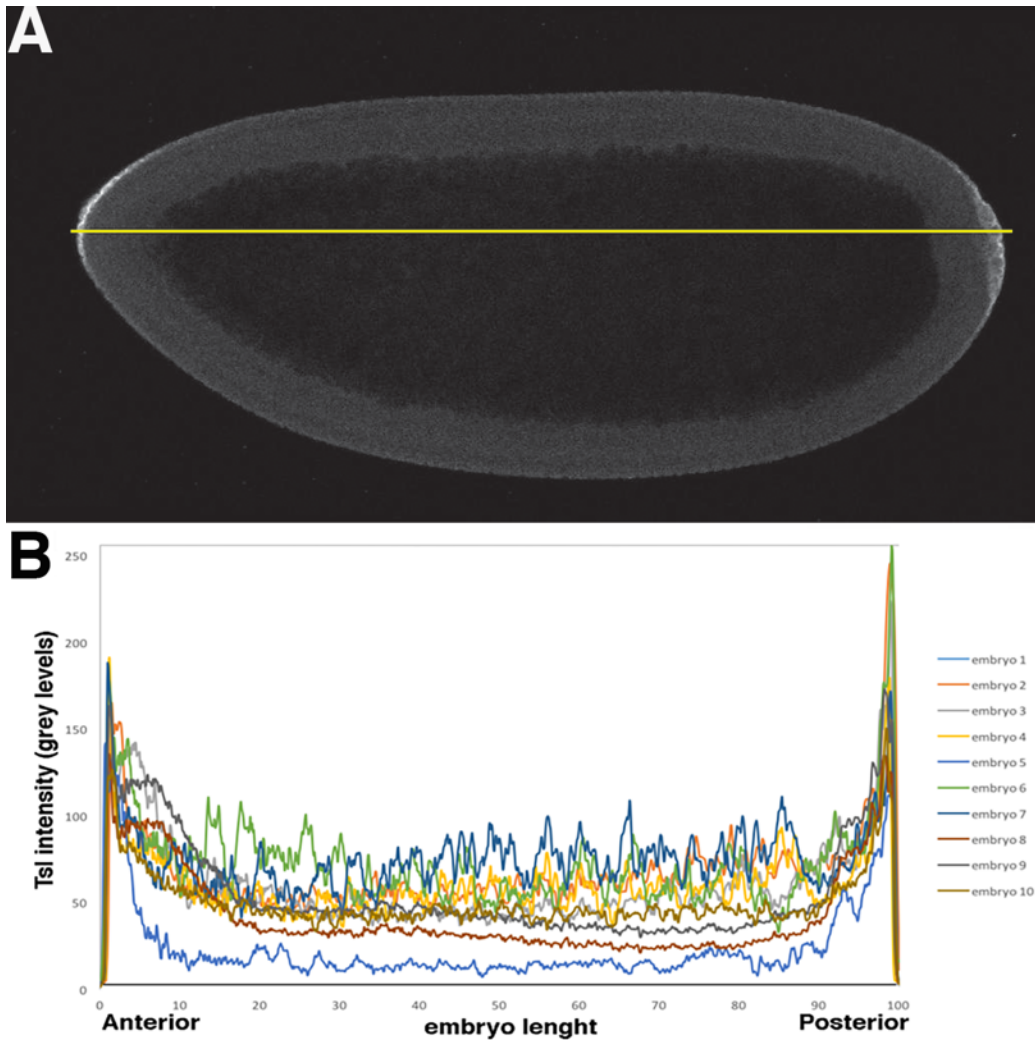 A
B
Tsl intensity (grey levels)
250
200
150
100
50
0
0 10 20 30 40 50 60 70 80 90 100
Anterior embryo lenght Posterior
embryo 1
embryo 2
embryo 3
embryo 4
embryo 5
embryo 6
embryo 7
embryo 8
embryo 9
embryo 10